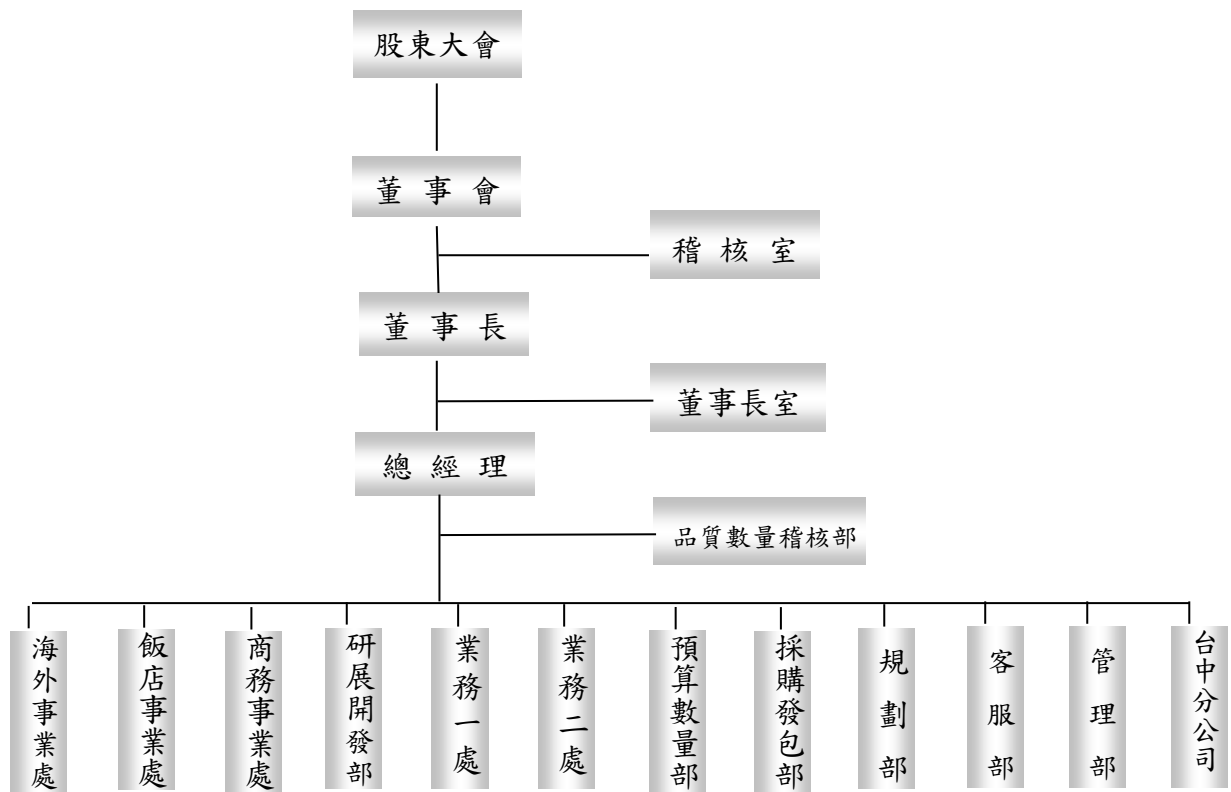 股東大會
董事會
稽核室
董事長
董事長室
總經理
品質數量稽核部
海外事業處
飯店事業處
商務事業處
研展開發部
業務一處
業務二處
預算數量部
採購發包部
規劃部
客服部
管理部
台中分公司